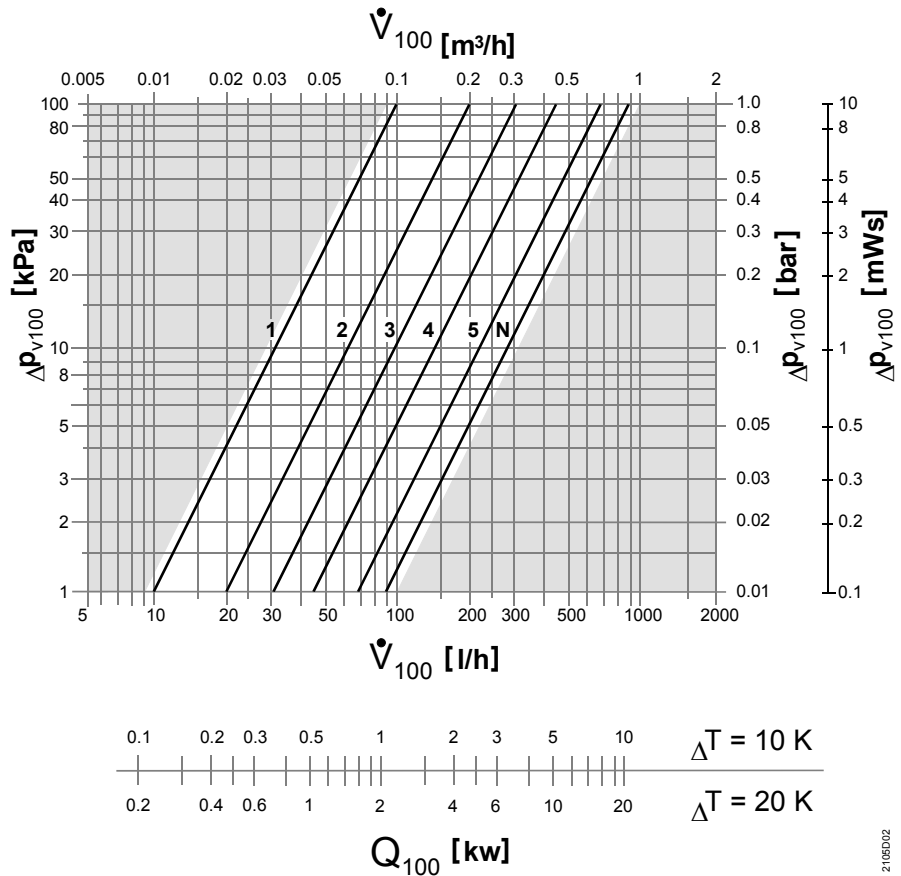 V̇100 [m³/h]
0.005 0.01 0.02 0.03 0.05 0.1 0.2 0.3 0.5 1 2
100 1.0 10
80 0.8 8
50 0.5 5
40 0.4 4
30 0.3 3
20 0.2 2
Δpv100 [kPa]
Δpv100 [bar]
Δpv100 [mWs]
1 2 3 4 5 N
10 0.1 1
8
5 0.05 0.5
3 0.03 0.3
2 0.02 0.2
1 0.01 0.1
5 10 20 30 50 100 200 300 500 1000 2000
V̇100 [l/h]
0.1 0.2 0.3 0.5 1 2 3 5 10 ΔT = 10 K
0.2 0.4 0.6 1 2 4 6 10 20 ΔT = 20 K
Q100 [kw]
2105D02